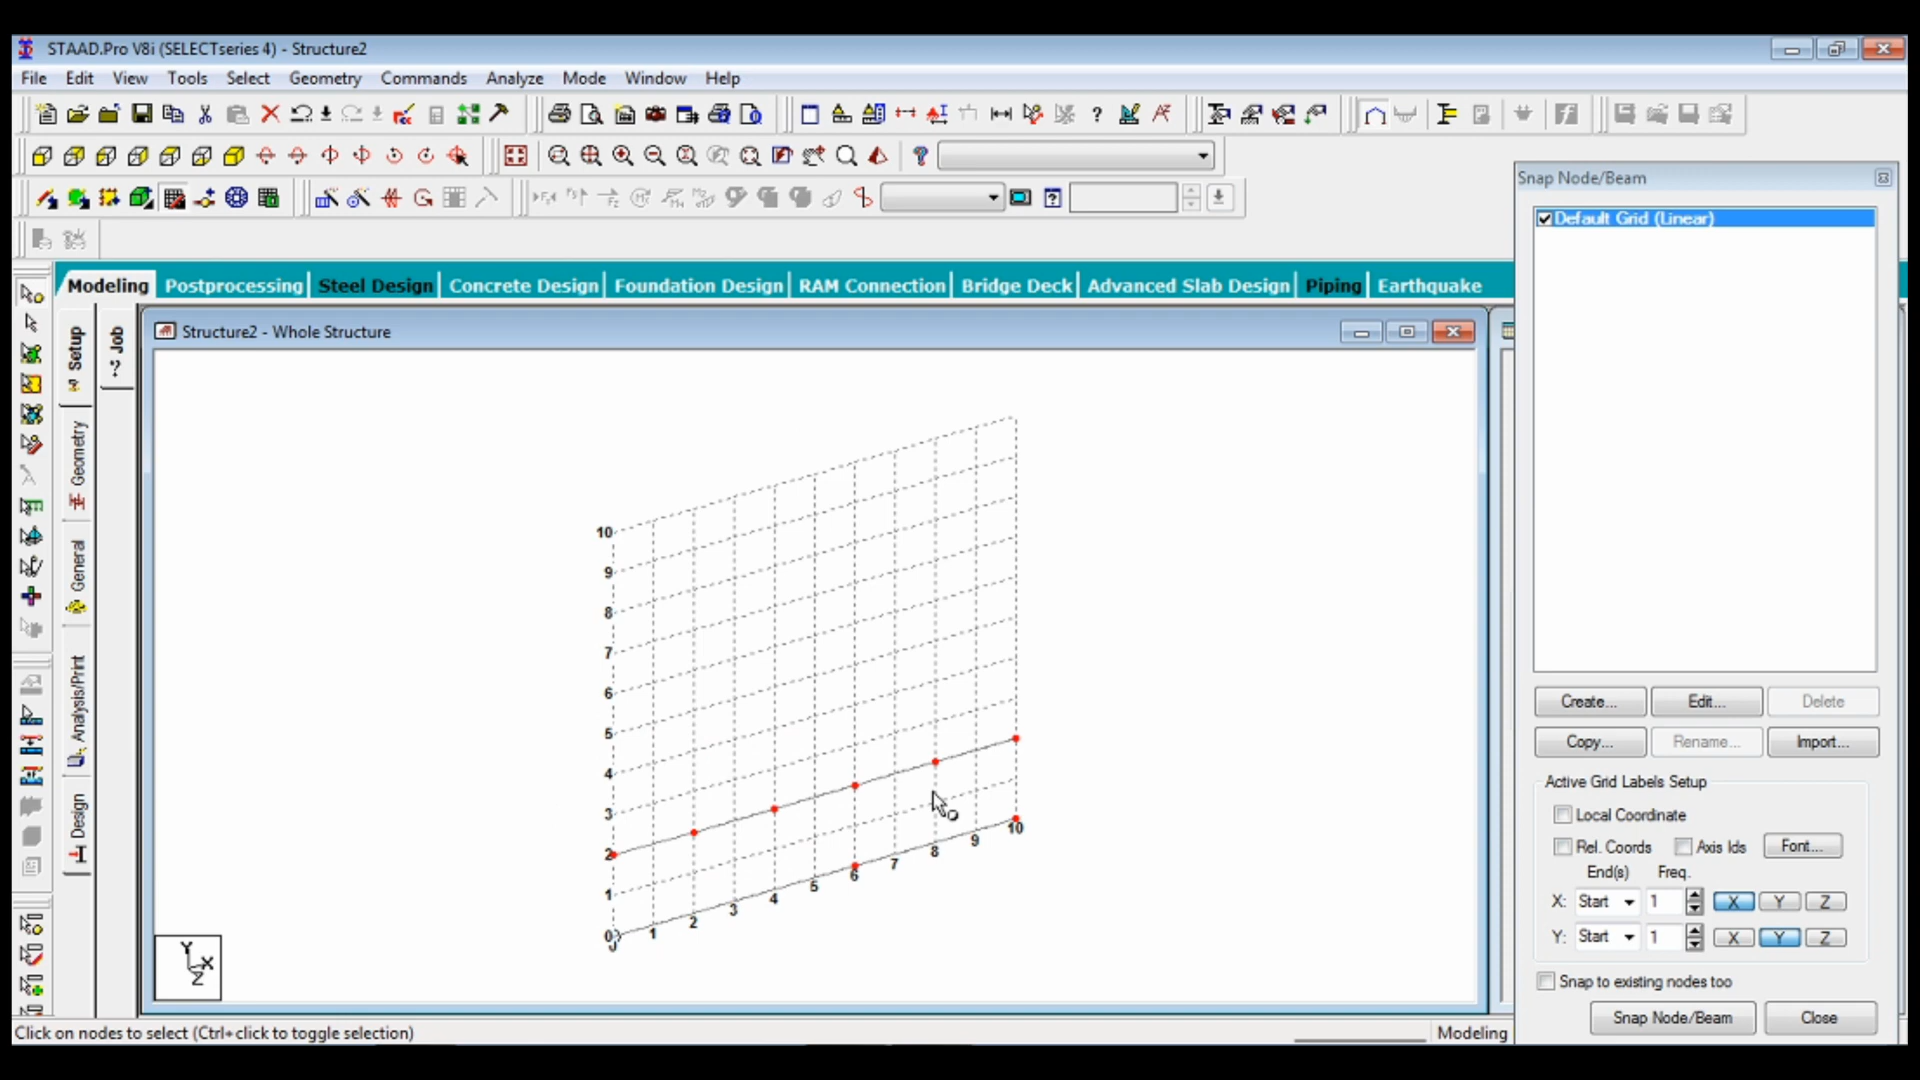 STAAD.Pro V8i (SELECTseries 4) - Structure2
File Edit View Tools Select Geometry Commands Analyze Mode Window Help
Snap Node/Beam
Default Grid (Linear)
Modeling Postprocessing Steel Design Concrete Design Foundation Design RAM Connection Bridge Deck Advanced Slab Design Piping Earthquake
Structure2 - Whole Structure
Setup
Geometry
General
Analysis/Print
Design
? Job
10
9
8
7
6
5
4
3
2
1
0
0 1 2 3 4 5 6 7 8 9 10
Y
X
Z
Create... Edit... Delete
Copy... Rename... Import...
Active Grid Labels Setup
Local Coordinate
Rel. Coords Axis Ids Font...
End(s) Freq.
X: Start 1 X Y Z
Y: Start 1 X Y Z
Snap to existing nodes too
Snap Node/Beam Close
Click on nodes to select (Ctrl+click to toggle selection)
Modeling